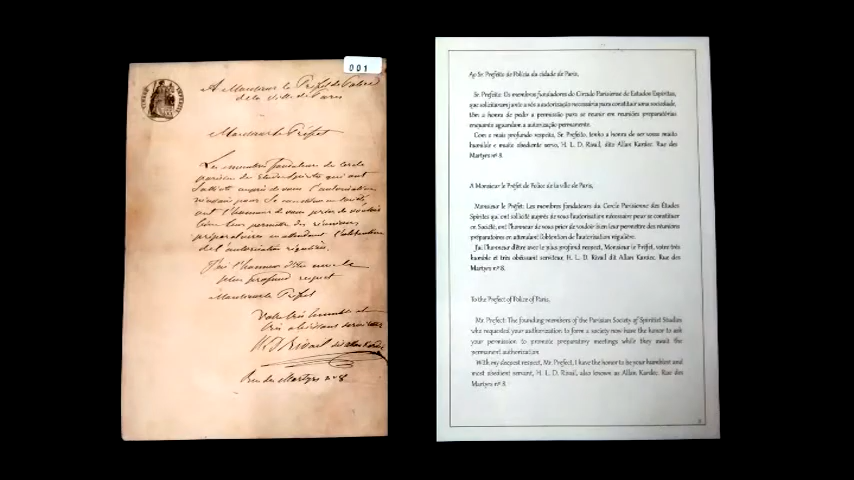 001
A Monsieur le Préfet de Police
de la ville de Paris
Monsieur le Préfet
Les membres fondateurs du Cercle
parisien des Etudes spirites qui ont
sollicité auprès de vous l'autorisation
nécessaire pour se constituer en Société,
ont l'honneur de vous prier de vouloir
bien leur permettre des réunions
préparatoires en attendant l'obtention
de l'autorisation régulière.
J'ai l'honneur d'être avec le
plus profond respect
Monsieur le Préfet
Votre très humble et
très obéissant serviteur
H L D Rivail dit Allan Kardec
Rue des Martyrs n° 8
Ao Sr. Prefeito de Polícia da cidade de Paris,
Sr. Prefeito: Os membros fundadores do Círculo Parisiense de Estudos Espíritas,
que solicitaram junto a vós a autorização necessária para constituir uma sociedade,
têm a honra de pedir a permissão para se reunir em reuniões preparatórias
enquanto aguardam a autorização permanente.
Com o mais profundo respeito, Sr. Prefeito, tenho a honra de ser vosso muito
humilde e muito obediente servo, H. L. D. Rivail, dito Allan Kardec. Rue des
Martyrs nº 8.
A Monsieur le Préfet de Police de la ville de Paris,
Monsieur le Préfet: Les membres fondateurs du Cercle Parisienne des Études
Spirites qui ont sollicité auprès de vous l'autorisation nécessaire pour se constituer
en Société, ont l'honneur de vous prier de vouloir bien leur permettre des réunions
préparatoires en attendant l'obtention de l'autorisation régulière.
J'ai l'honneur d'être avec le plus profond respect, Monsieur le Préfet, votre très
humble et très obéissant serviteur, H. L. D. Rivail dit Allan Kardec. Rue des
Martyrs nº 8.
To the Prefect of Police of Paris,
Mr. Prefect: The founding members of the Parisian Society of Spiritist Studies
who requested your authorization to form a society now have the honor to ask
your permission to promote preparatory meetings while they await the
permanent authorization
With my deepest respect, Mr. Prefect, I have the honor to be your humblest and
most obedient servant, H. L. D. Rivail, also known as Allan Kardec. Rue des
Martyrs nº 8.